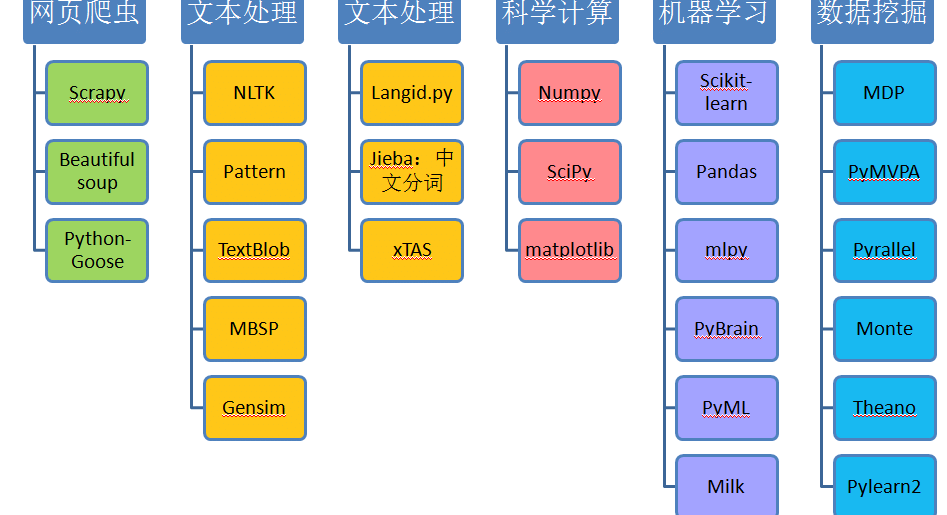 网页爬虫
Scrapy
Beautiful
soup
Python-
Goose
文本处理
NLTK
Pattern
TextBlob
MBSP
Gensim
文本处理
Langid.py
Jieba：中
文分词
xTAS
科学计算
Numpy
SciPy
matplotlib
机器学习
Scikit-
learn
Pandas
mlpy
PyBrain
PyML
Milk
数据挖掘
MDP
PyMVPA
Pyrallel
Monte
Theano
Pylearn2